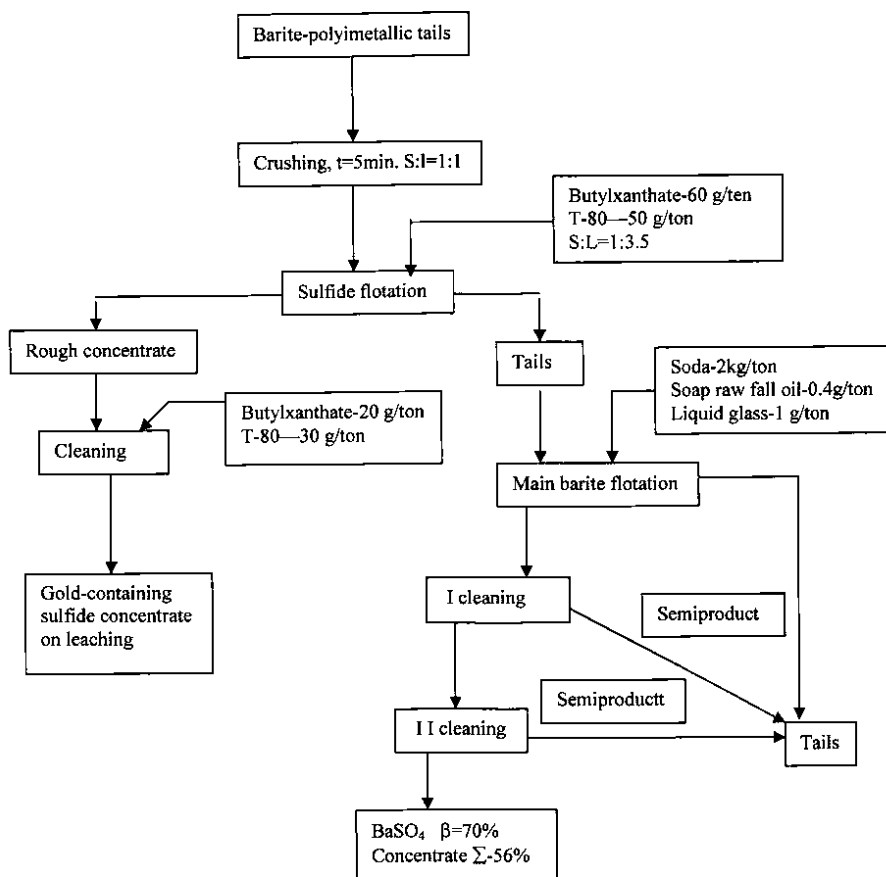 Barite-polyimetallic tails
Crushing, t=5min. S:l=1:1
Butylxanthate-60 g/ten
T-80—50 g/ton
S:L=1:3.5
Sulfide flotation
Rough concentrate
Tails
Soda-2kg/ton
Soap raw fall oil-0.4g/ton
Liquid glass-1 g/ton
Butylxanthate-20 g/ton
T-80—30 g/ton
Cleaning
Main barite flotation
Gold-containing
sulfide concentrate
on leaching
I cleaning
Semiproduct
Semiproductt
I I cleaning
Tails
BaSO₄ β=70%
Concentrate ∑-56%